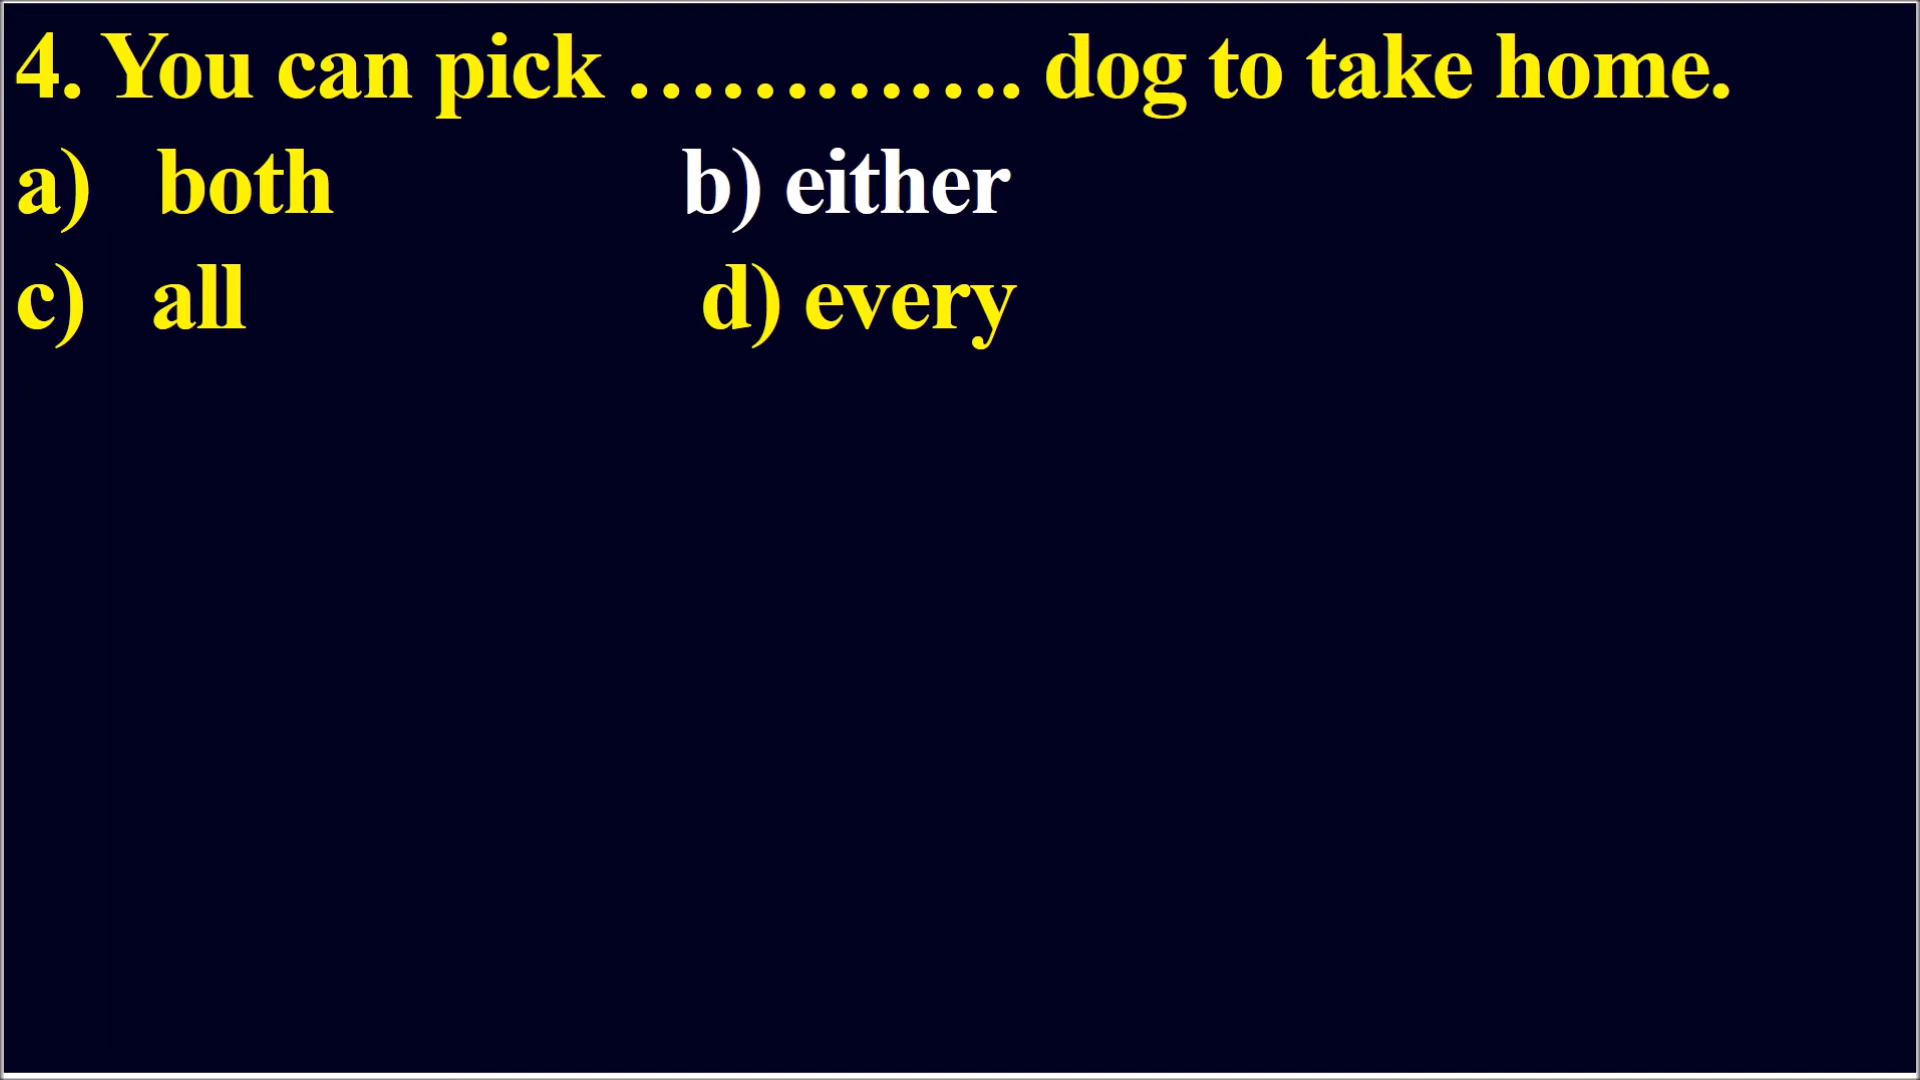 4. You can pick ………….. dog to take home.
a) both b) either
c) all d) every